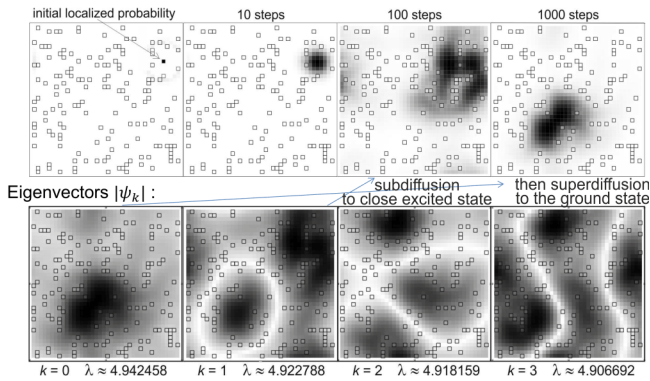 initial localized probability
10 steps
100 steps
1000 steps
Eigenvectors |ψk| :
subdiffusion
to close excited state
then superdiffusion
to the ground state
k = 0 λ ≈ 4.942458
k = 1 λ ≈ 4.922788
k = 2 λ ≈ 4.918159
k = 3 λ ≈ 4.906692